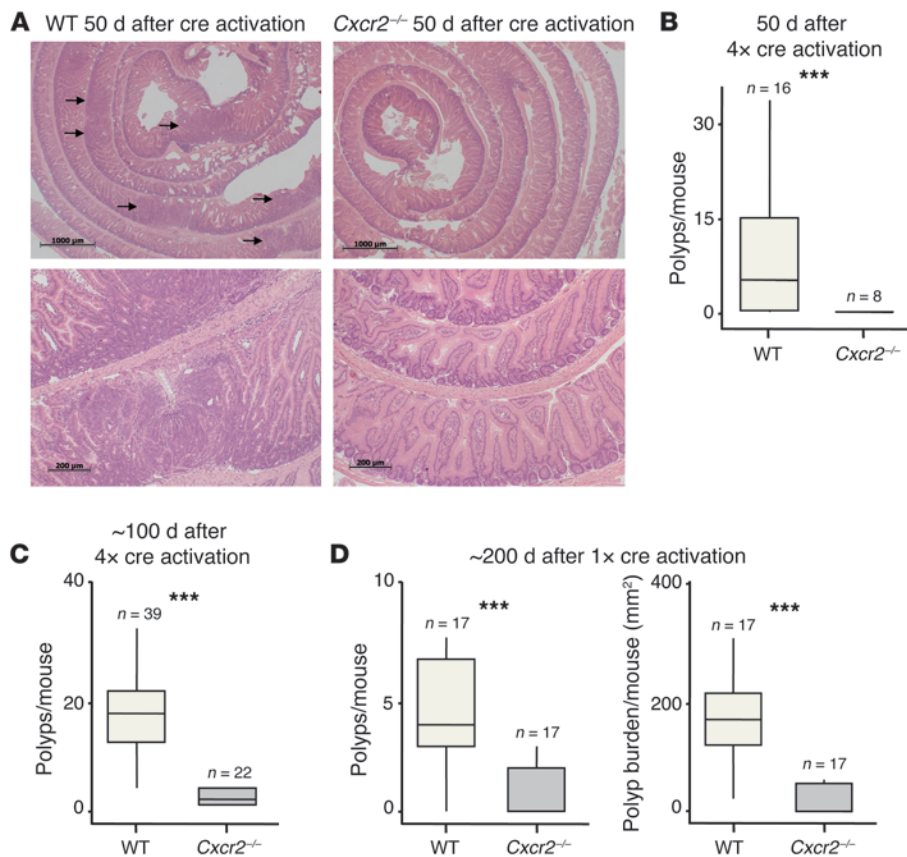 A
WT 50 d after cre activation
Cxcr2–/– 50 d after cre activation
1000 µm
1000 µm
200 µm
200 µm
B
50 d after
4× cre activation
***
n = 16
n = 8
Polyps/mouse
30
15
0
WT
Cxcr2–/–
C
~100 d after
4× cre activation
***
n = 39
n = 22
Polyps/mouse
40
20
0
WT
Cxcr2–/–
D
~200 d after 1× cre activation
***
n = 17
n = 17
Polyps/mouse
10
5
0
WT
Cxcr2–/–
***
n = 17
n = 17
Polyp burden/mouse (mm²)
400
200
0
WT
Cxcr2–/–